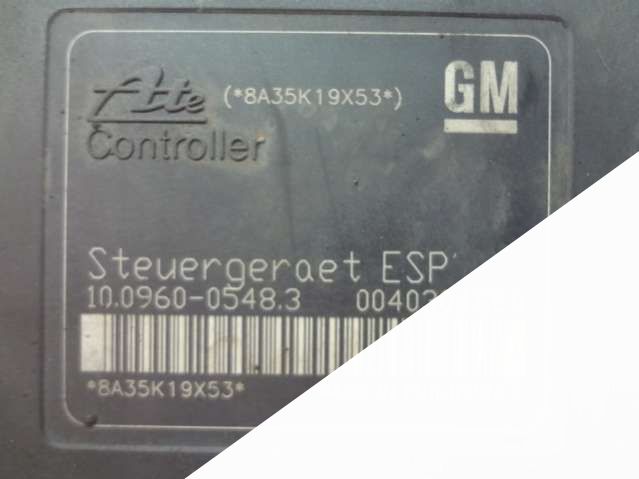 Ate (*8A35K19X53*) GM
Controller
Steuergeraet ESP
10.0960-0548.3
*8A35K19X53*